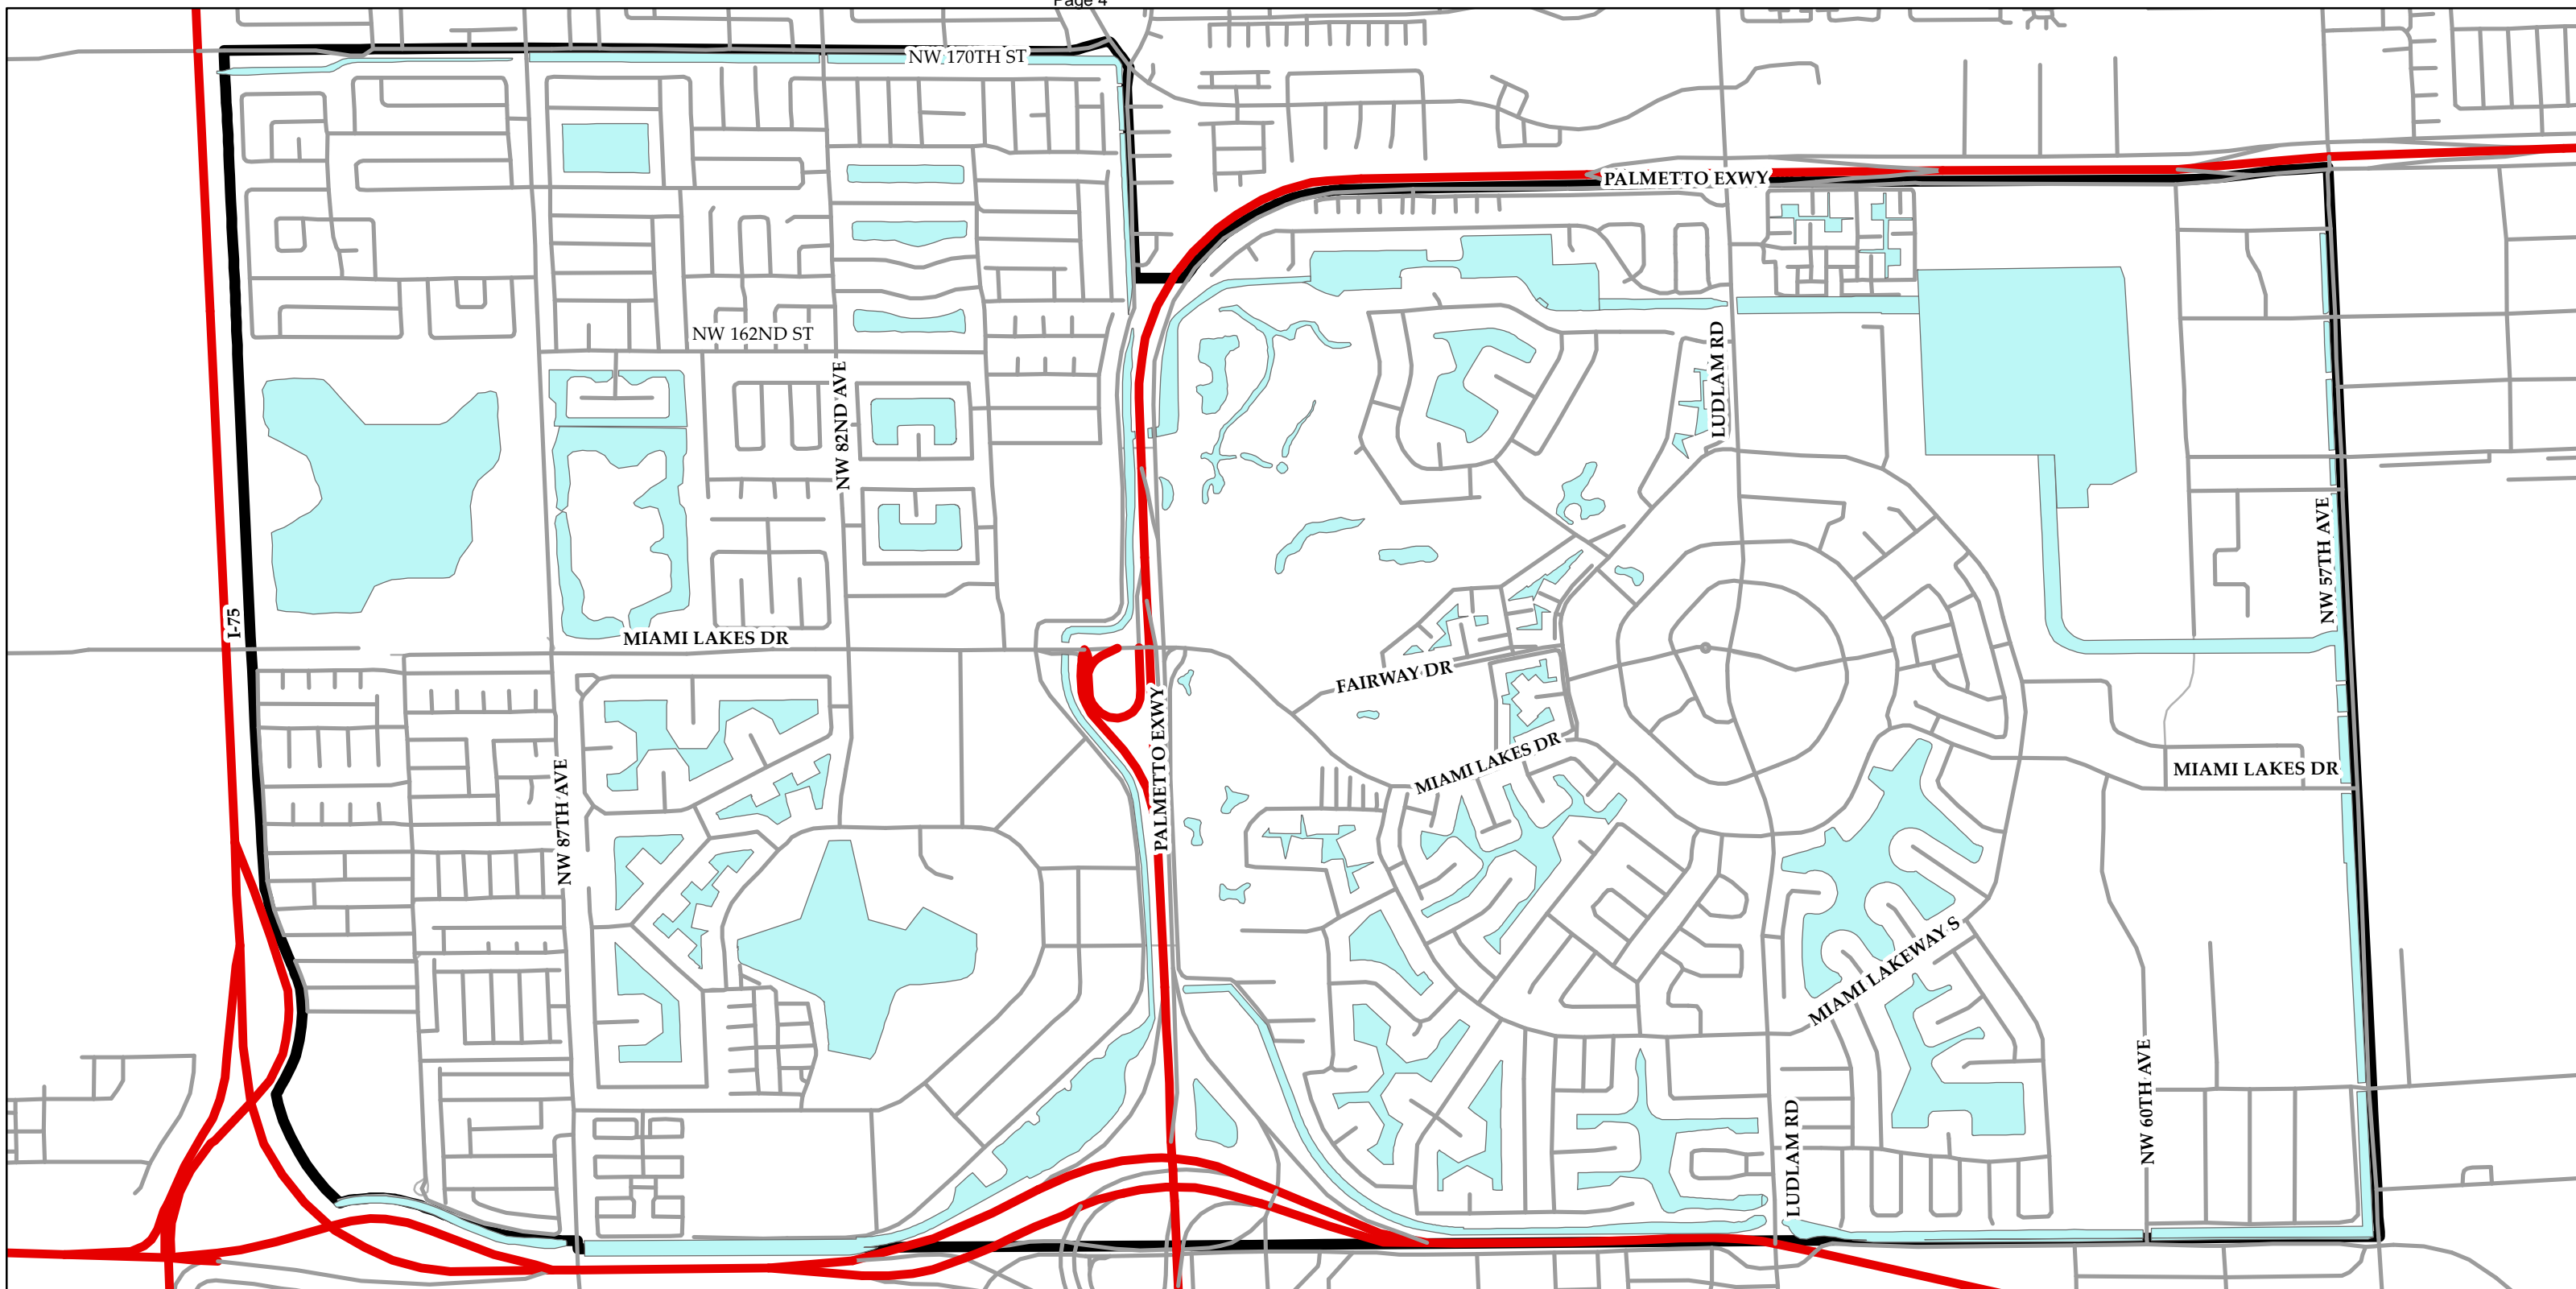 Page 4
NW 170TH ST
PALMETTO EXWY
NW 162ND ST
LUDLAM RD
NW 82ND AVE
NW 57TH AVE
I-75
MIAMI LAKES DR
FAIRWAY DR
MIAMI LAKES DR
MIAMI LAKES DR
PALMETTO EXWY
NW 87TH AVE
MIAMI LAKEWAY S
NW 60TH AVE
LUDLAM RD